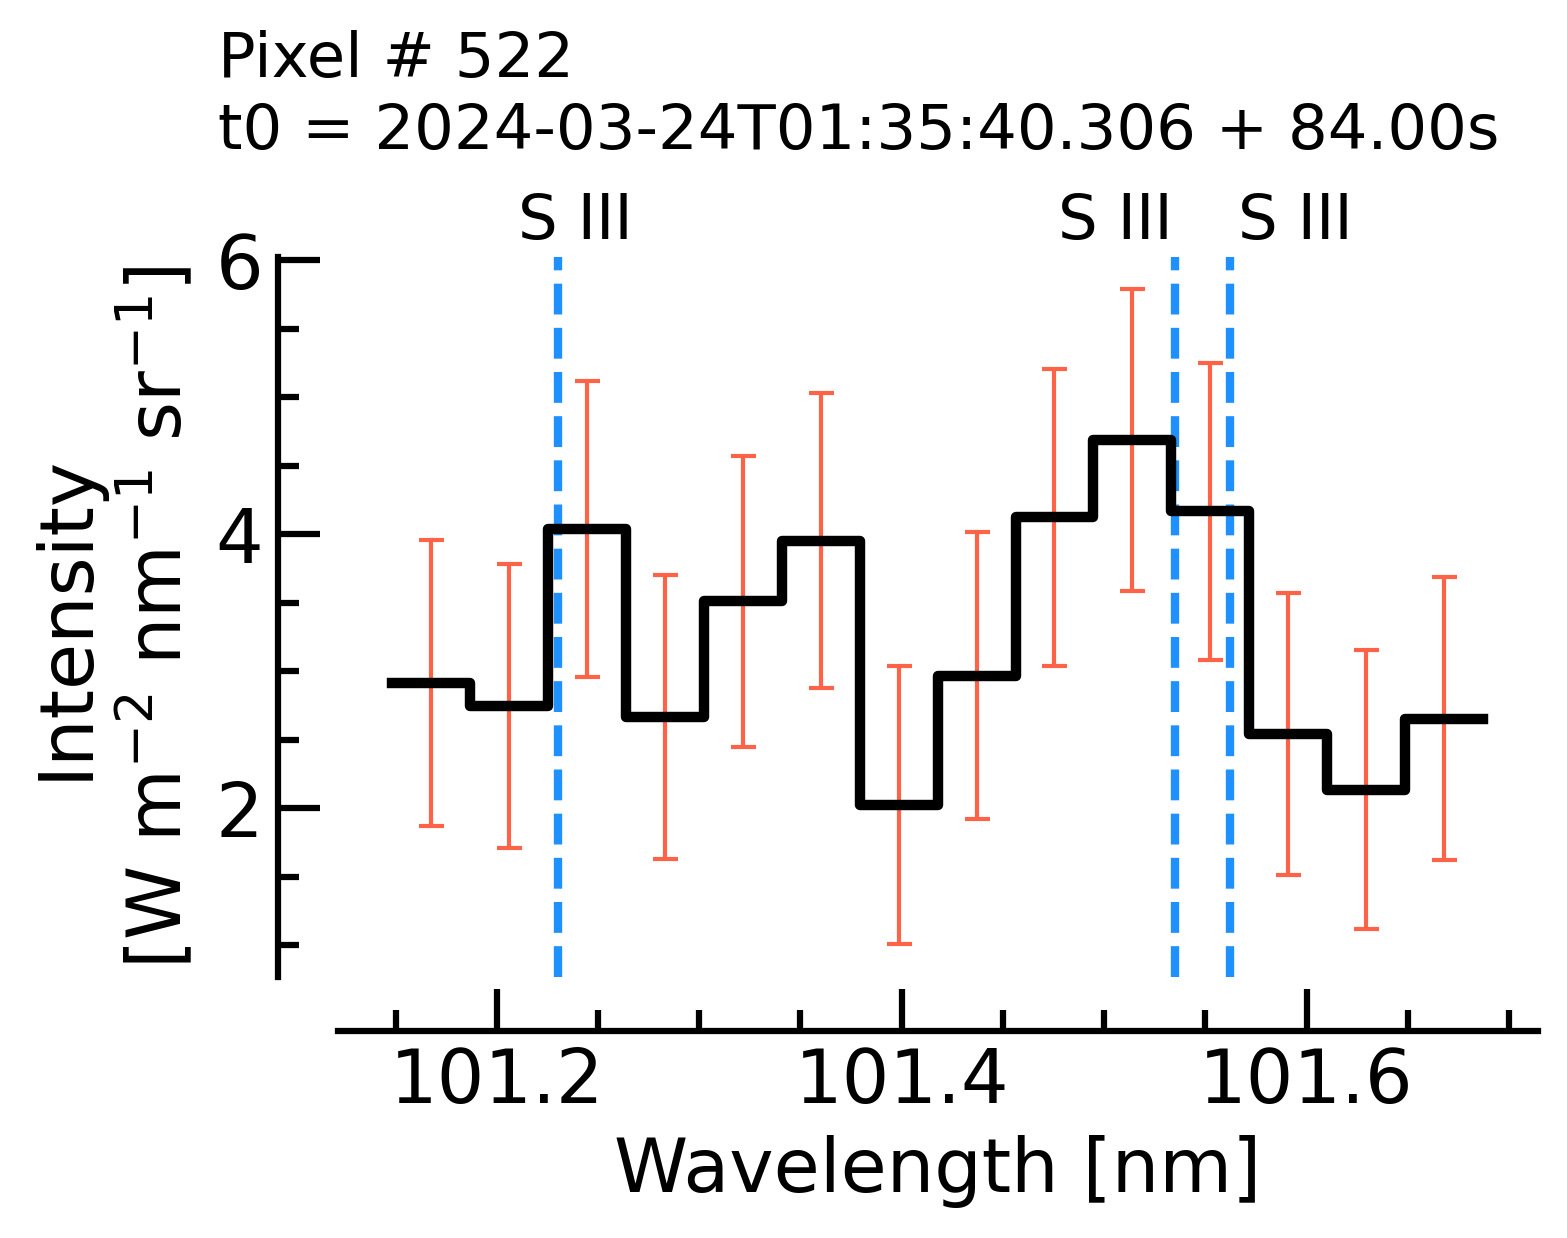 Pixel # 522
t0 = 2024-03-24T01:35:40.306 + 84.00s
S III S III S III
Intensity
[W m⁻² nm⁻¹ sr⁻¹]
6
4
2
101.2 101.4 101.6
Wavelength [nm]